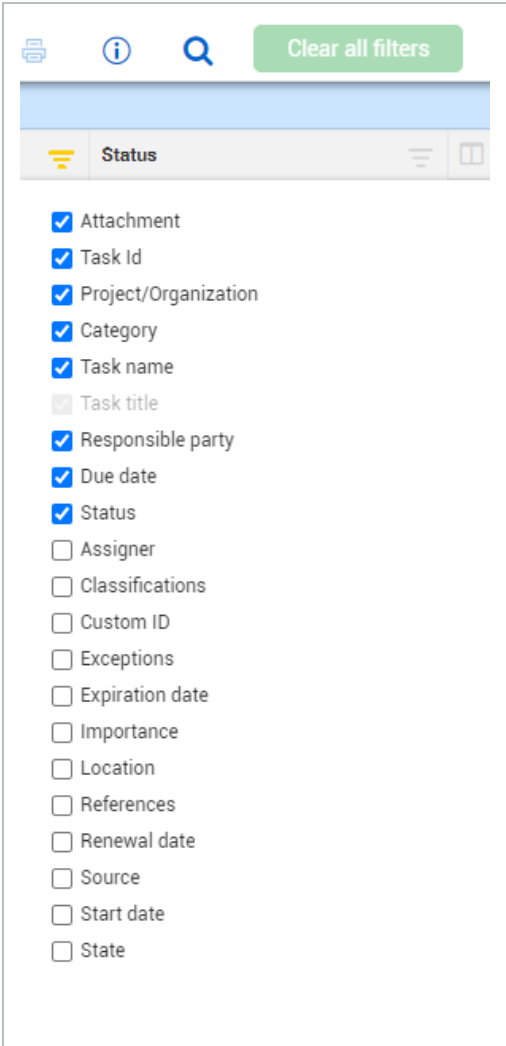 Clear all filters
Status
Attachment
Task Id
Project/Organization
Category
Task name
Task title
Responsible party
Due date
Status
Assigner
Classifications
Custom ID
Exceptions
Expiration date
Importance
Location
References
Renewal date
Source
Start date
State